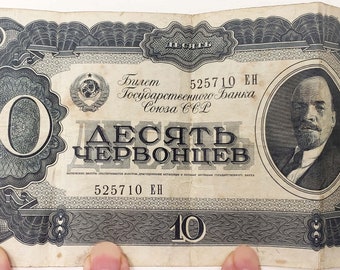 ДЕСЯТЬ
Билет 525710 ЕН
Государственного Банка
Союза ССР
ДЕСЯТЬ
ЧЕРВОНЦЕВ
525710 ЕН
10